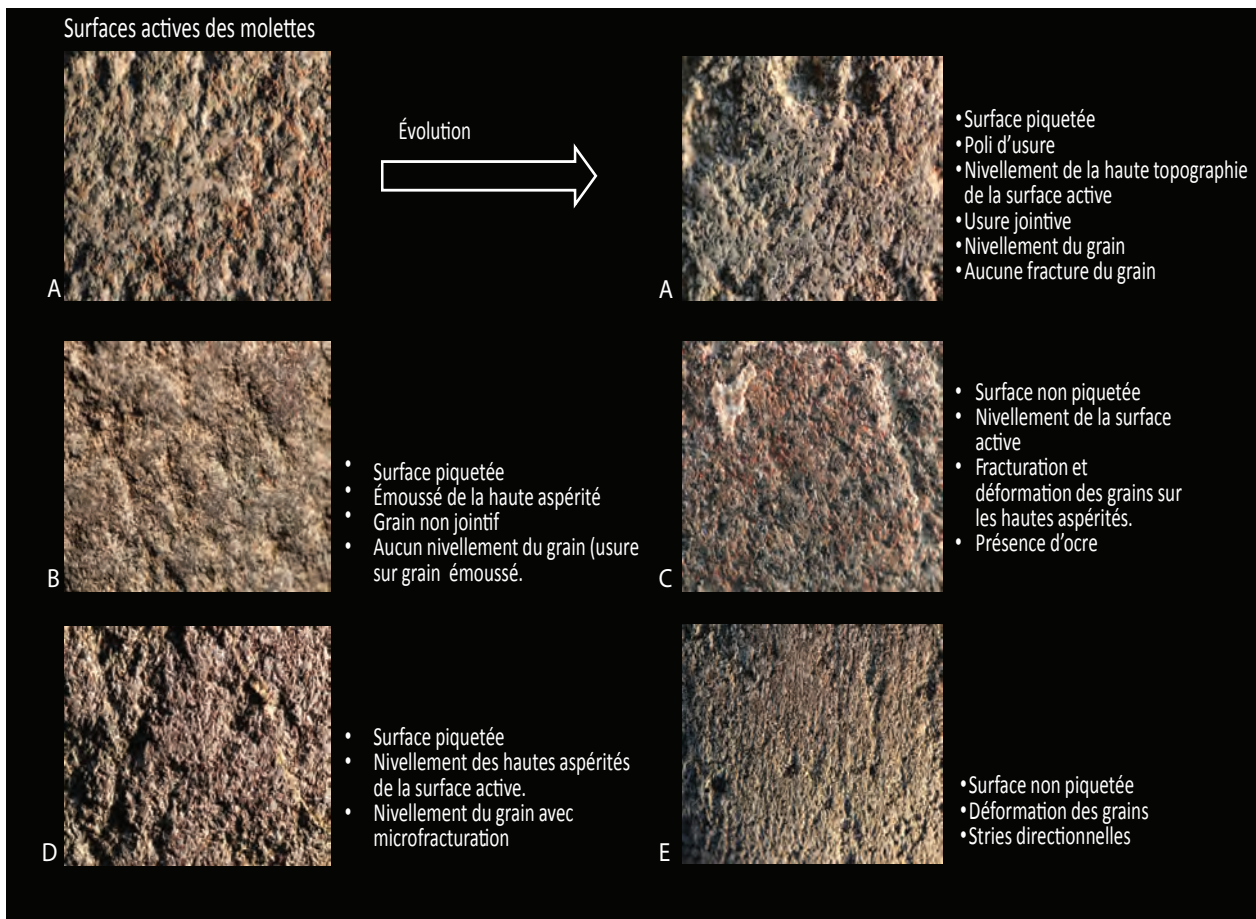 Surfaces actives des molettes
Évolution
A
A
•Surface piquetée
•Poli d'usure
•Nivellement de la haute topographie
de la surface active
•Usure jointive
•Nivellement du grain
•Aucune fracture du grain
B
• Surface piquetée
• Émoussé de la haute aspérité
• Grain non jointif
• Aucun nivellement du grain (usure
sur grain émoussé.
C
• Surface non piquetée
• Nivellement de la surface
active
• Fracturation et
déformation des grains sur
les hautes aspérités.
• Présence d'ocre
D
• Surface piquetée
• Nivellement des hautes aspérités
de la surface active.
• Nivellement du grain avec
microfracturation
E
•Surface non piquetée
•Déformation des grains
•Stries directionnelles